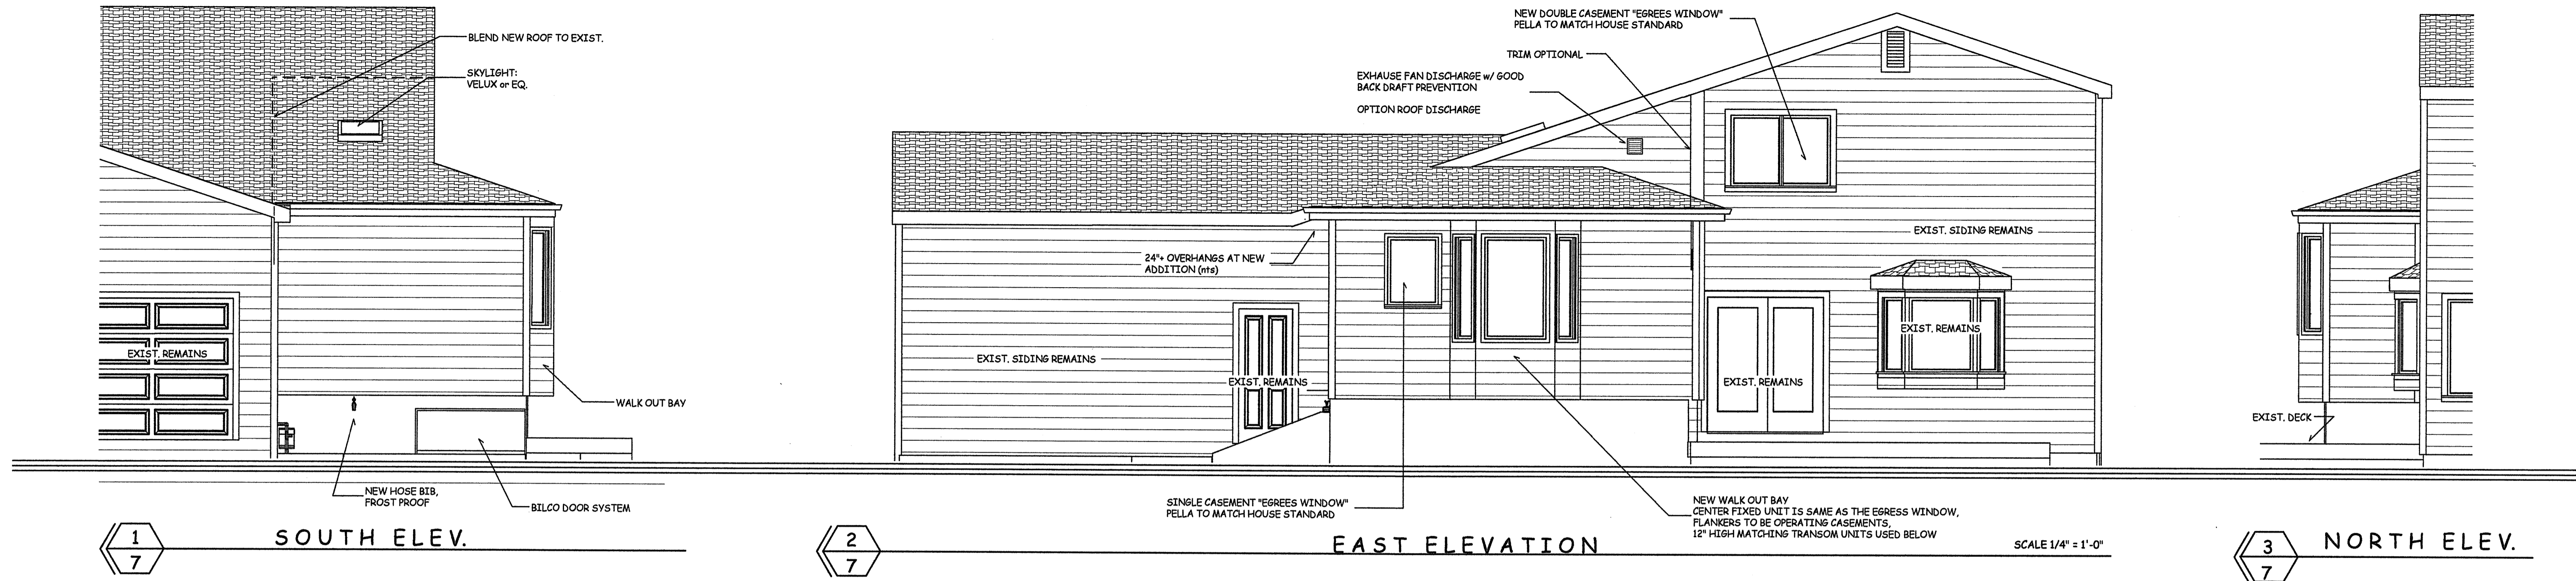 BLEND NEW ROOF TO EXIST.
SKYLIGHT:
VELUX or EQ.
EXIST. REMAINS
WALK OUT BAY
NEW HOSE BIB,
FROST PROOF
BILCO DOOR SYSTEM
1
7
SOUTH ELEV.
NEW DOUBLE CASEMENT "EGREES WINDOW"
PELLA TO MATCH HOUSE STANDARD
TRIM OPTIONAL
EXHAUSE FAN DISCHARGE w/ GOOD
BACK DRAFT PREVENTION
OPTION ROOF DISCHARGE
EXIST. SIDING REMAINS
24"+ OVERHANGS AT NEW
ADDITION (nts)
EXIST. REMAINS
EXIST. SIDING REMAINS
EXIST. REMAINS
EXIST. REMAINS
SINGLE CASEMENT "EGREES WINDOW"
PELLA TO MATCH HOUSE STANDARD
NEW WALK OUT BAY
CENTER FIXED UNIT IS SAME AS THE EGRESS WINDOW,
FLANKERS TO BE OPERATING CASEMENTS,
12" HIGH MATCHING TRANSOM UNITS USED BELOW
2
7
EAST ELEVATION
SCALE 1/4" = 1'-0"
EXIST. DECK
3
7
NORTH ELEV.